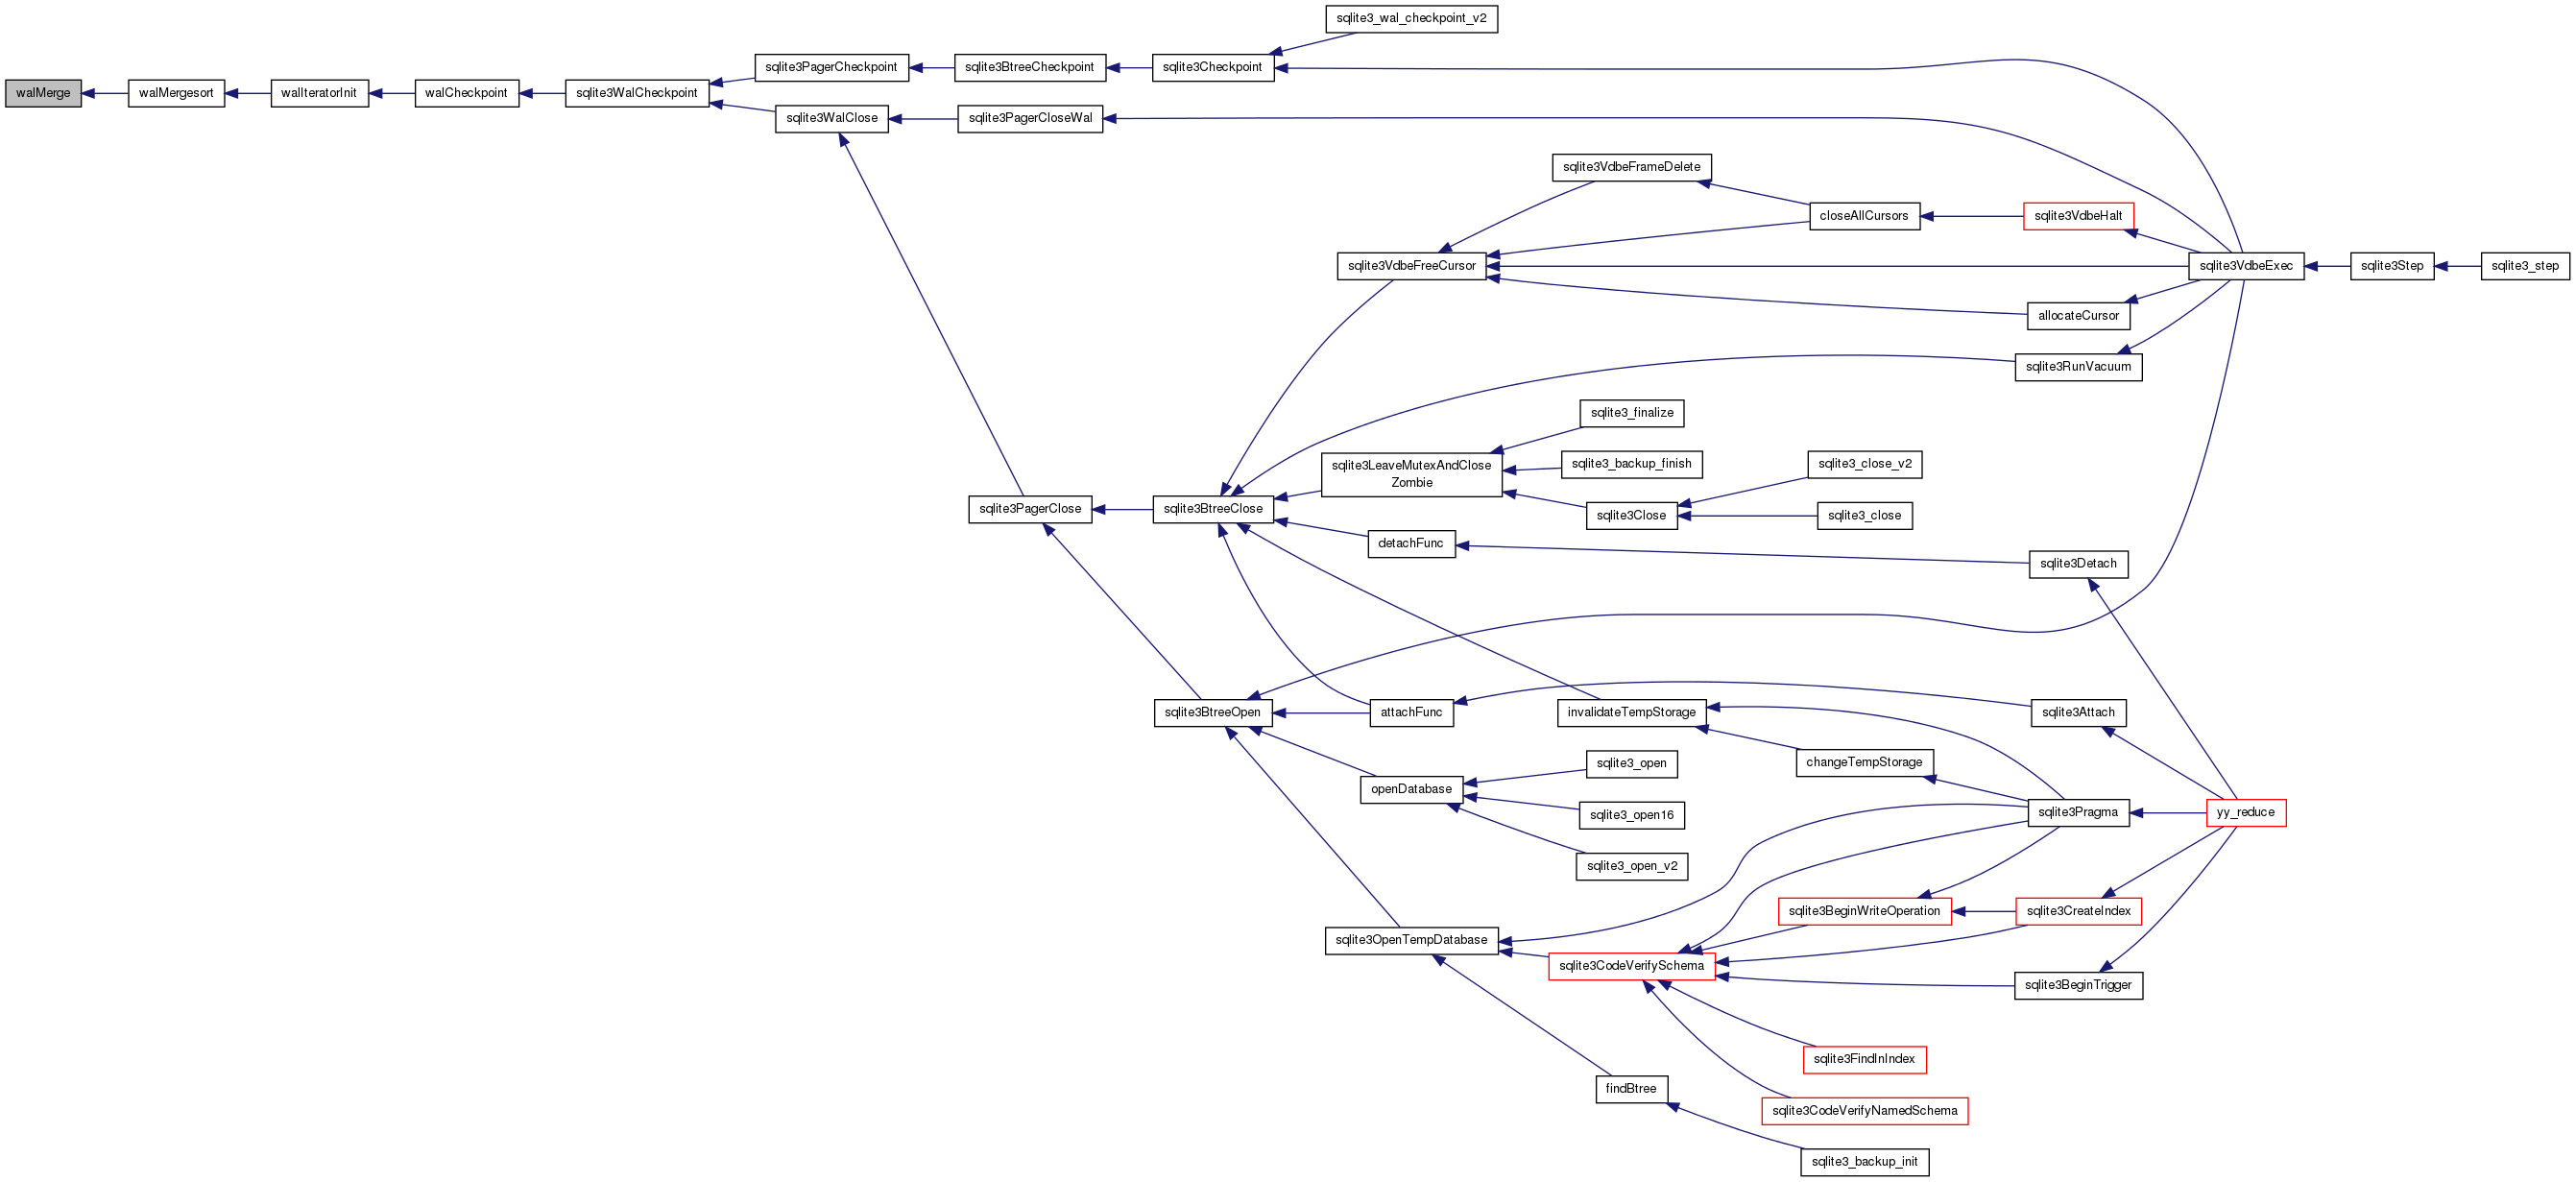 sqlite3_wal_checkpoint_v2
sqlite3PagerCheckpoint
sqlite3BtreeCheckpoint
sqlite3Checkpoint
walMerge
walMergesort
walIteratorInit
walCheckpoint
sqlite3WalCheckpoint
sqlite3WalClose
sqlite3PagerCloseWal
sqlite3VdbeFrameDelete
closeAllCursors
sqlite3VdbeHalt
sqlite3VdbeFreeCursor
sqlite3VdbeExec
sqlite3Step
sqlite3_step
allocateCursor
sqlite3RunVacuum
sqlite3_finalize
sqlite3LeaveMutexAndClose
Zombie
sqlite3_backup_finish
sqlite3_close_v2
sqlite3PagerClose
sqlite3BtreeClose
sqlite3Close
sqlite3_close
detachFunc
sqlite3Detach
sqlite3BtreeOpen
attachFunc
invalidateTempStorage
sqlite3Attach
sqlite3_open
changeTempStorage
openDatabase
sqlite3_open16
sqlite3Pragma
yy_reduce
sqlite3_open_v2
sqlite3BeginWriteOperation
sqlite3CreateIndex
sqlite3OpenTempDatabase
sqlite3CodeVerifySchema
sqlite3BeginTrigger
sqlite3FindInIndex
findBtree
sqlite3CodeVerifyNamedSchema
sqlite3_backup_init